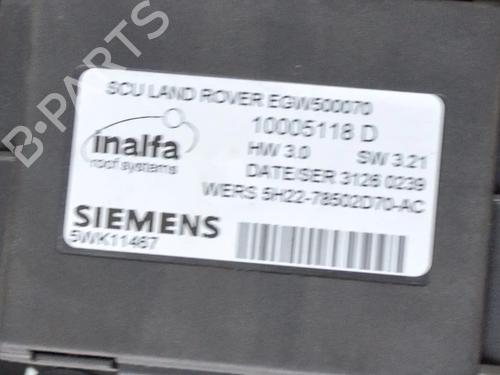 SCU LAND ROVER EGW500070
10005118 D
inalfa
roof systems
HW 3.0 SW 3.21
DATE/SER 3126 0239
WERS 5H22-78502D70-AC
SIEMENS
5WK11467
B-PARTS